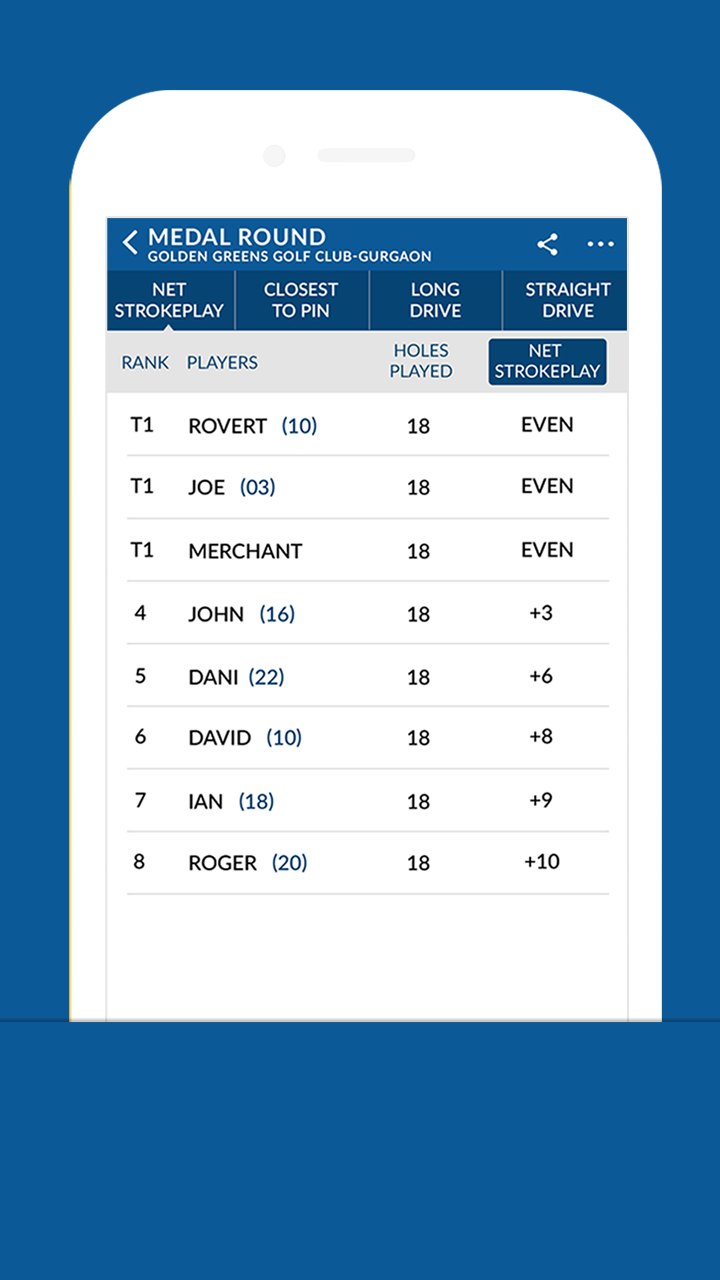 MEDAL ROUND
GOLDEN GREENS GOLF CLUB-GURGAON
NET STROKEPLAY
CLOSEST TO PIN
LONG DRIVE
STRAIGHT DRIVE
RANK PLAYERS HOLES PLAYED NET STROKEPLAY
T1 ROVERT (10) 18 EVEN
T1 JOE (03) 18 EVEN
T1 MERCHANT 18 EVEN
4 JOHN (16) 18 +3
5 DANI (22) 18 +6
6 DAVID (10) 18 +8
7 IAN (18) 18 +9
8 ROGER (20) 18 +10